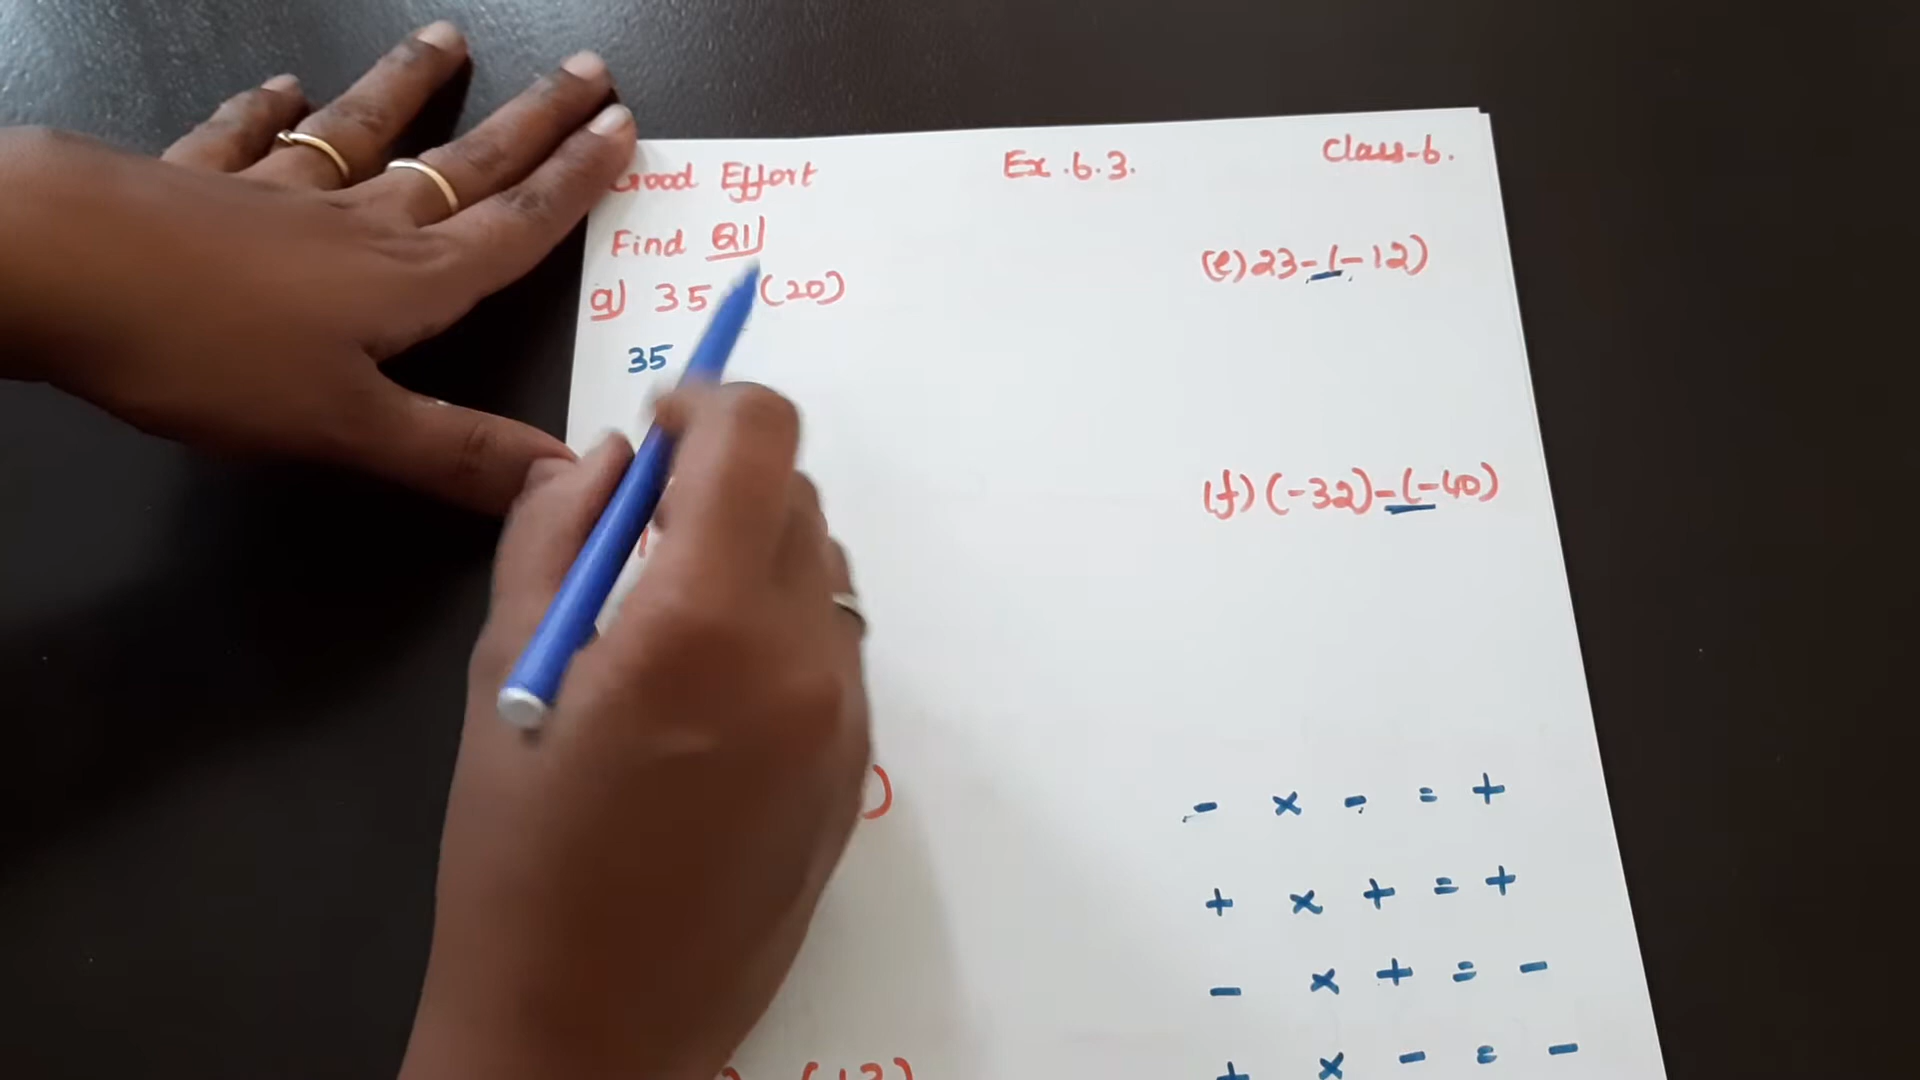 Good Effort Ex.6.3. Class-6.
Find Q1)
a) 35 (20)
35
(e) 23-(-12)
(f) (-32)-(-40)
)
- × - = +
+ × + = +
- × + = -
+ × - = -